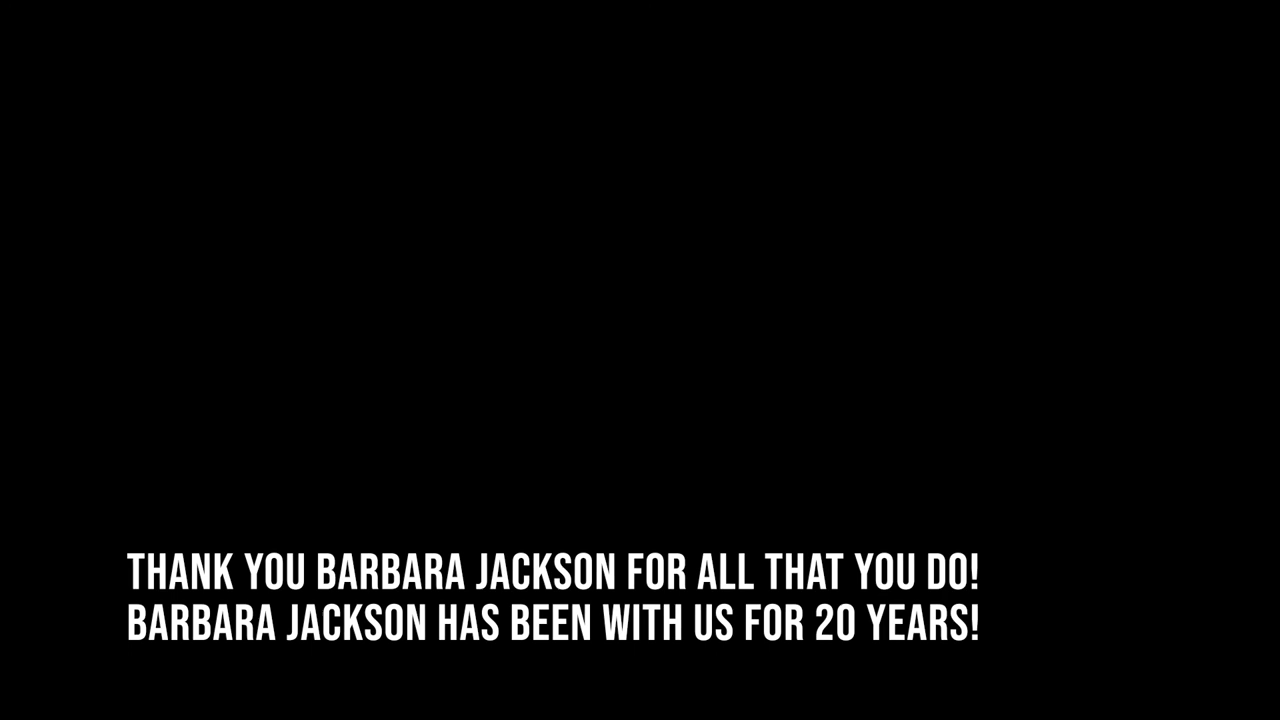 THANK YOU BARBARA JACKSON FOR ALL THAT YOU DO!
BARBARA JACKSON HAS BEEN WITH US FOR 20 YEARS!